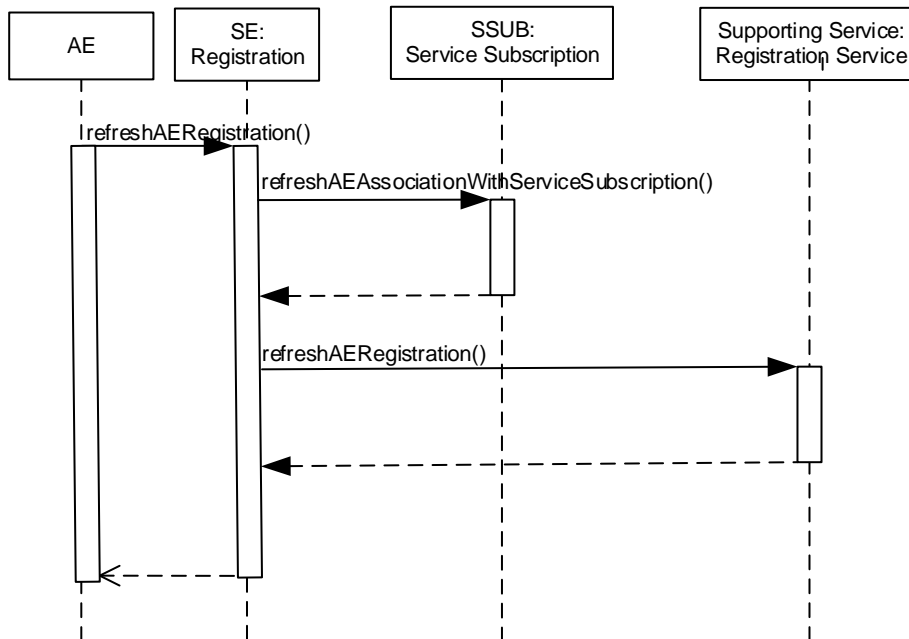 AE
SE:
Registration
SSUB:
Service Subscription
Supporting Service:
Registration Service
refreshAERegistration()
refreshAEAssociationWithServiceSubscription()
refreshAERegistration()